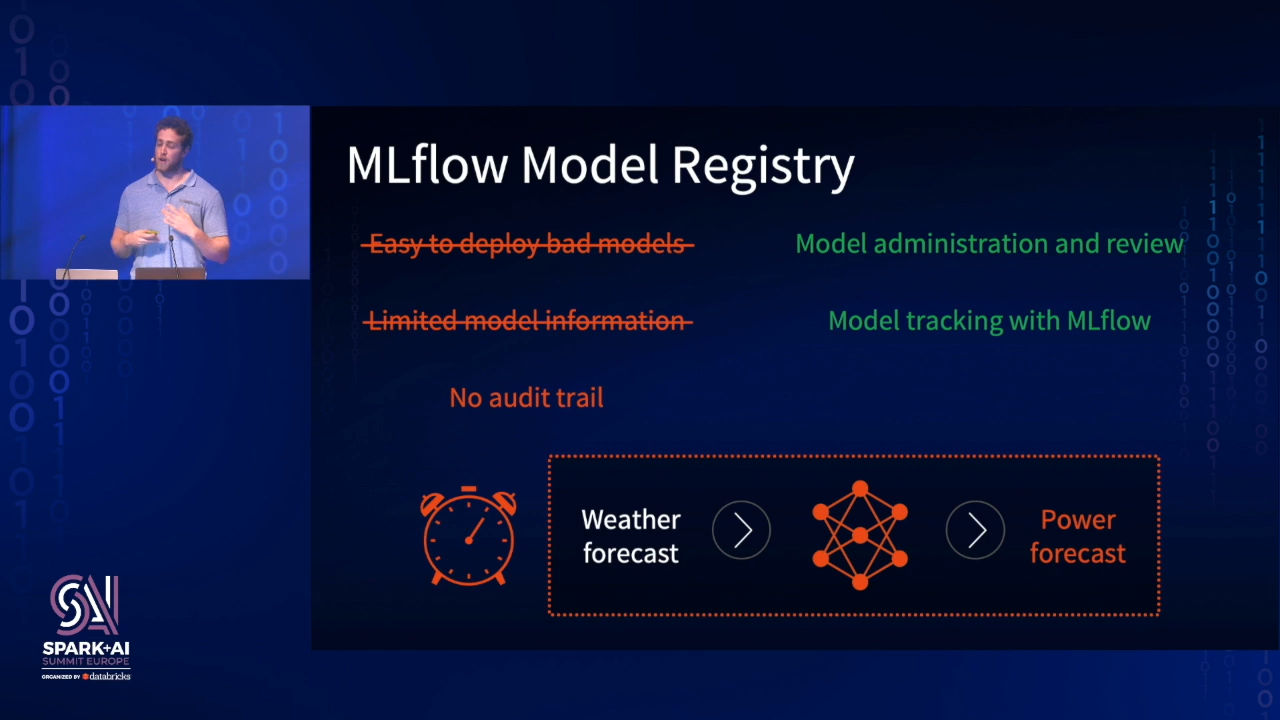 MLflow Model Registry
Easy to deploy bad models
Model administration and review
Limited model information
Model tracking with MLflow
No audit trail
Weather
forecast
Power
forecast
SAI
SPARK+AI
SUMMIT EUROPE
ORGANIZED BY databricks